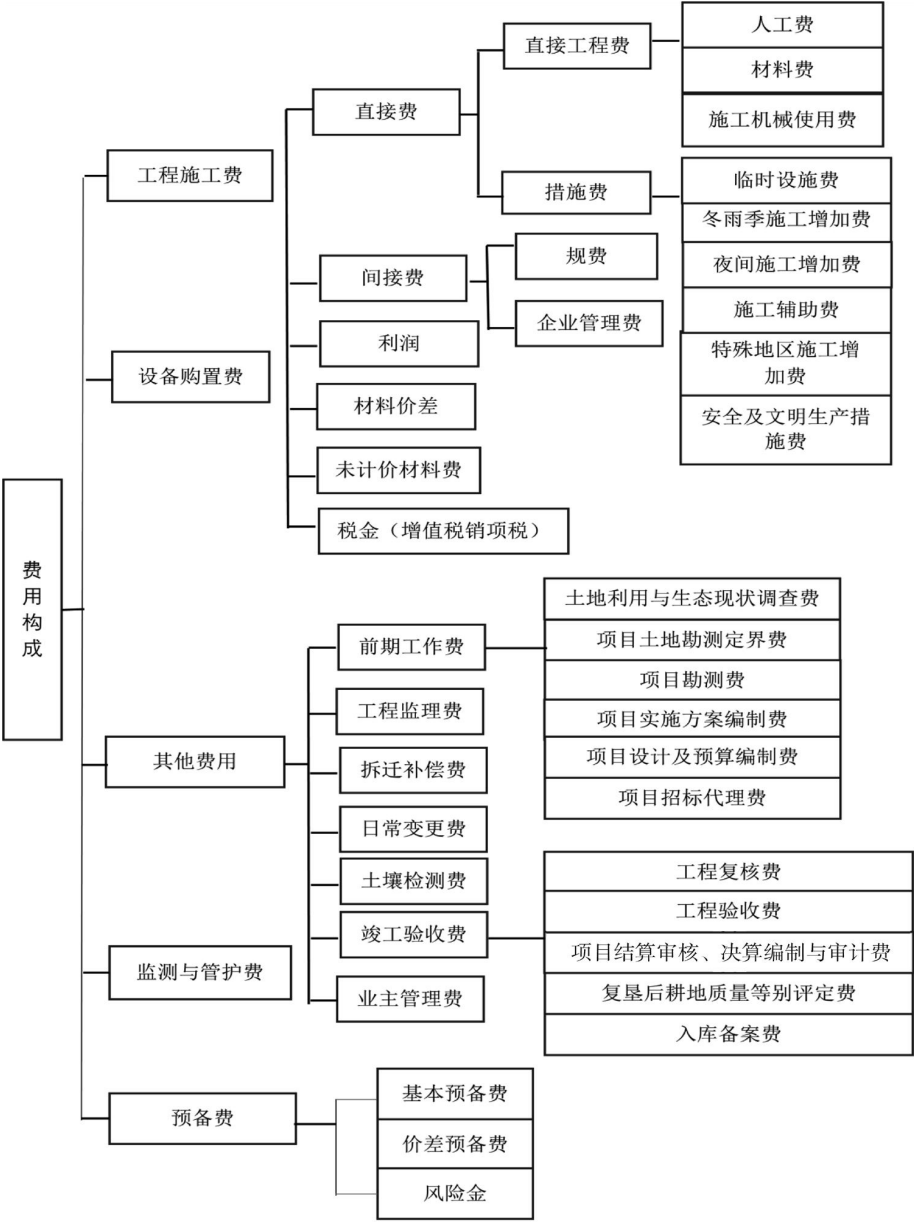 费用构成
工程施工费
直接费
直接工程费
人工费
材料费
施工机械使用费
措施费
临时设施费
冬雨季施工增加费
夜间施工增加费
施工辅助费
特殊地区施工增
加费
安全及文明生产措
施费
间接费
规费
企业管理费
利润
材料价差
未计价材料费
税金（增值税销项税）
设备购置费
其他费用
前期工作费
土地利用与生态现状调查费
项目土地勘测定界费
项目勘测费
项目实施方案编制费
项目设计及预算编制费
项目招标代理费
工程监理费
拆迁补偿费
日常变更费
土壤检测费
竣工验收费
工程复核费
工程验收费
项目结算审核、决算编制与审计费
复垦后耕地质量等别评定费
入库备案费
业主管理费
监测与管护费
预备费
基本预备费
价差预备费
风险金